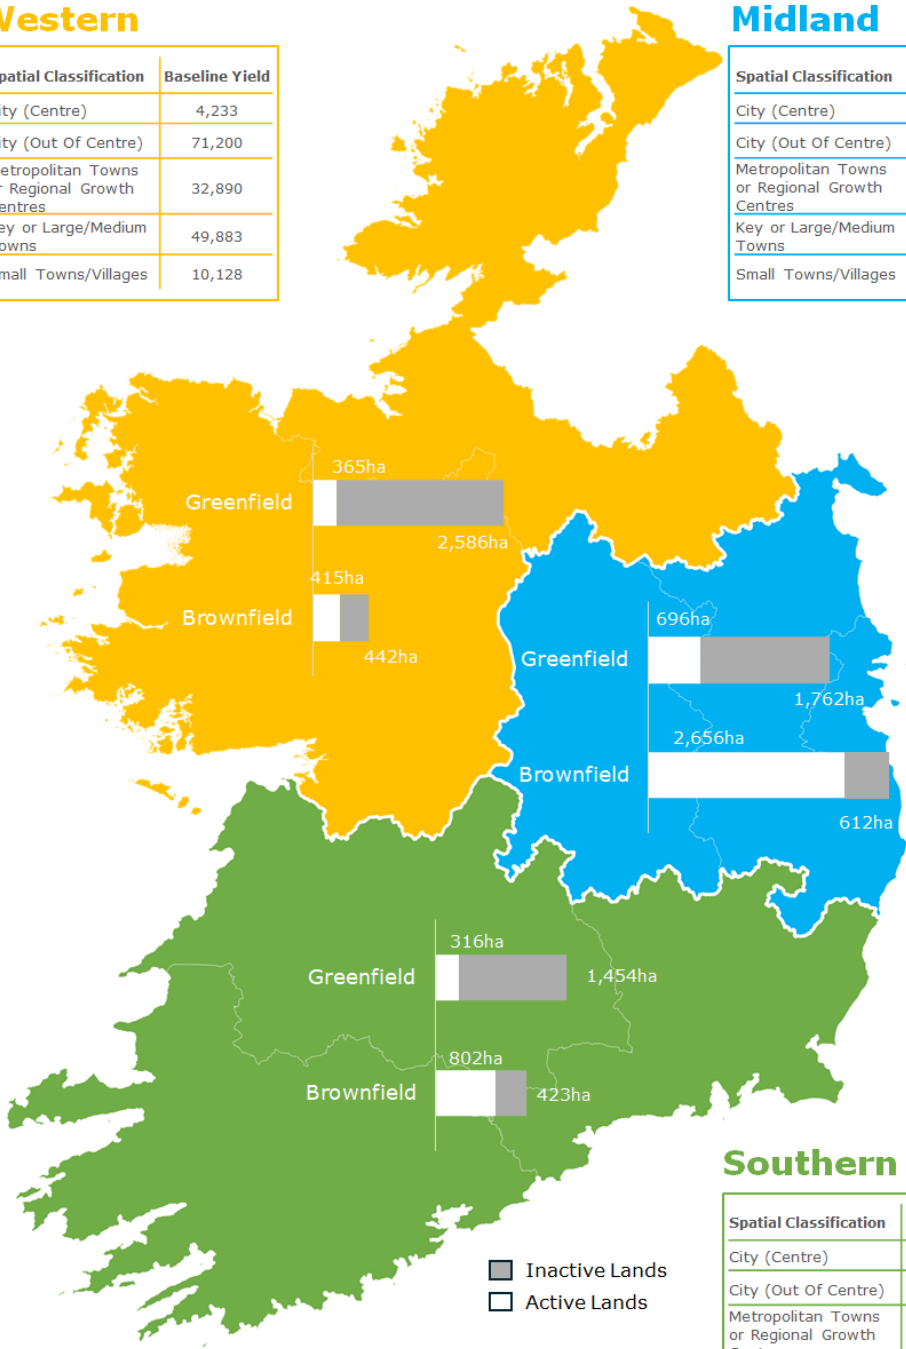 Western
Midland
patial Classification Baseline Yield
ity (Centre) 4,233
ity (Out Of Centre) 71,200
etropolitan Towns
r Regional Growth
entres
32,890
ey or Large/Medium
owns
49,883
mall Towns/Villages 10,128
Spatial Classification
City (Centre)
City (Out Of Centre)
Metropolitan Towns
or Regional Growth
Centres
Key or Large/Medium
Towns
Small Towns/Villages
365ha
Greenfield
2,586ha
415ha
Brownfield
442ha
696ha
Greenfield
1,762ha
2,656ha
Brownfield
612ha
316ha
Greenfield
1,454ha
802ha
Brownfield
423ha
Southern
Spatial Classification
City (Centre)
City (Out Of Centre)
Metropolitan Towns
or Regional Growth
Inactive Lands
Active Lands